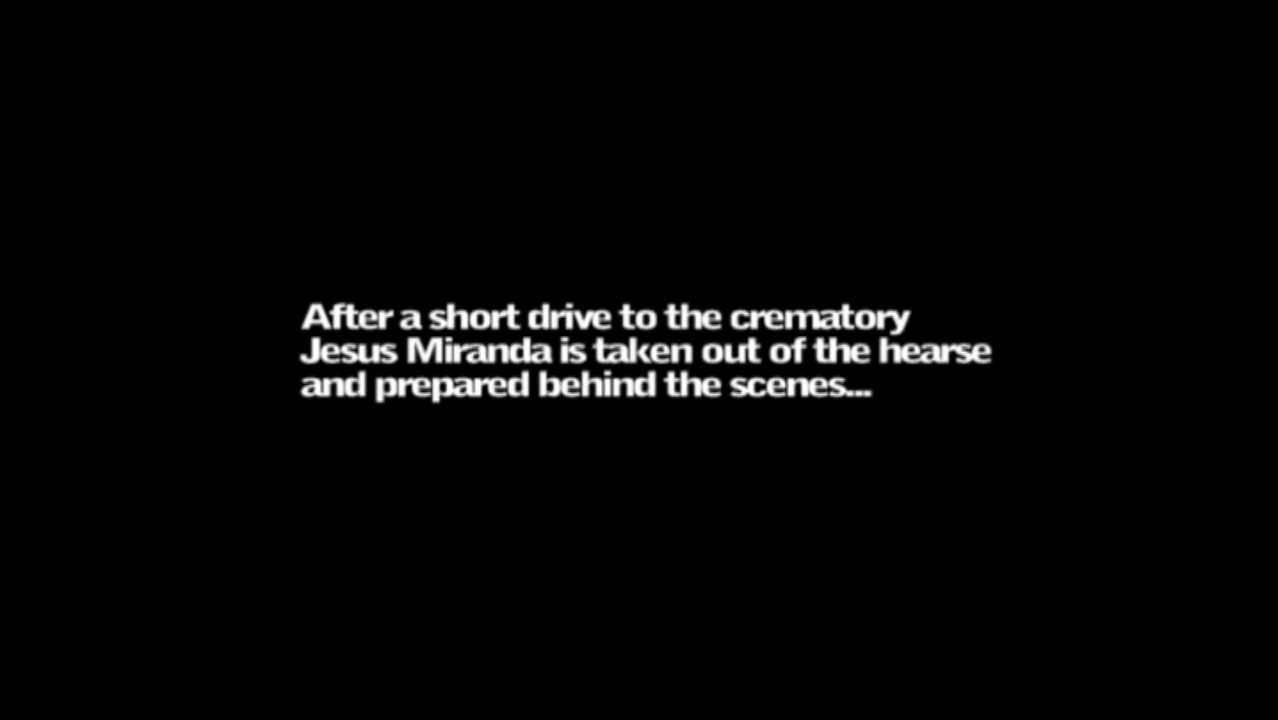 After a short drive to the crematory
Jesus Miranda is taken out of the hearse
and prepared behind the scenes...